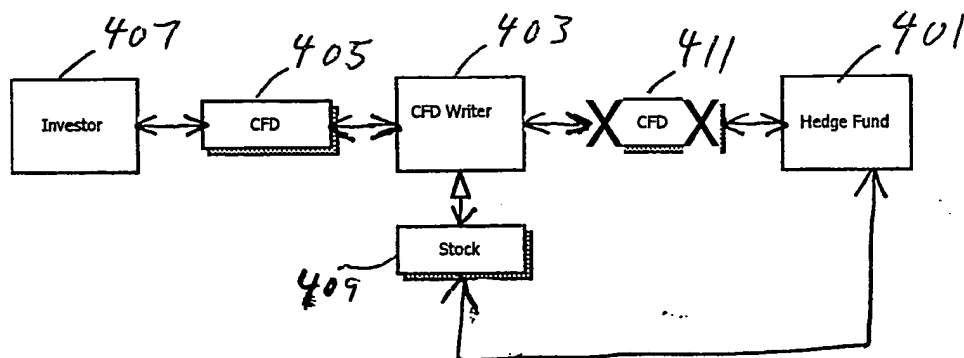 407
405
403
411
401
Investor
CFD
CFD Writer
CFD
Hedge Fund
Stock
409